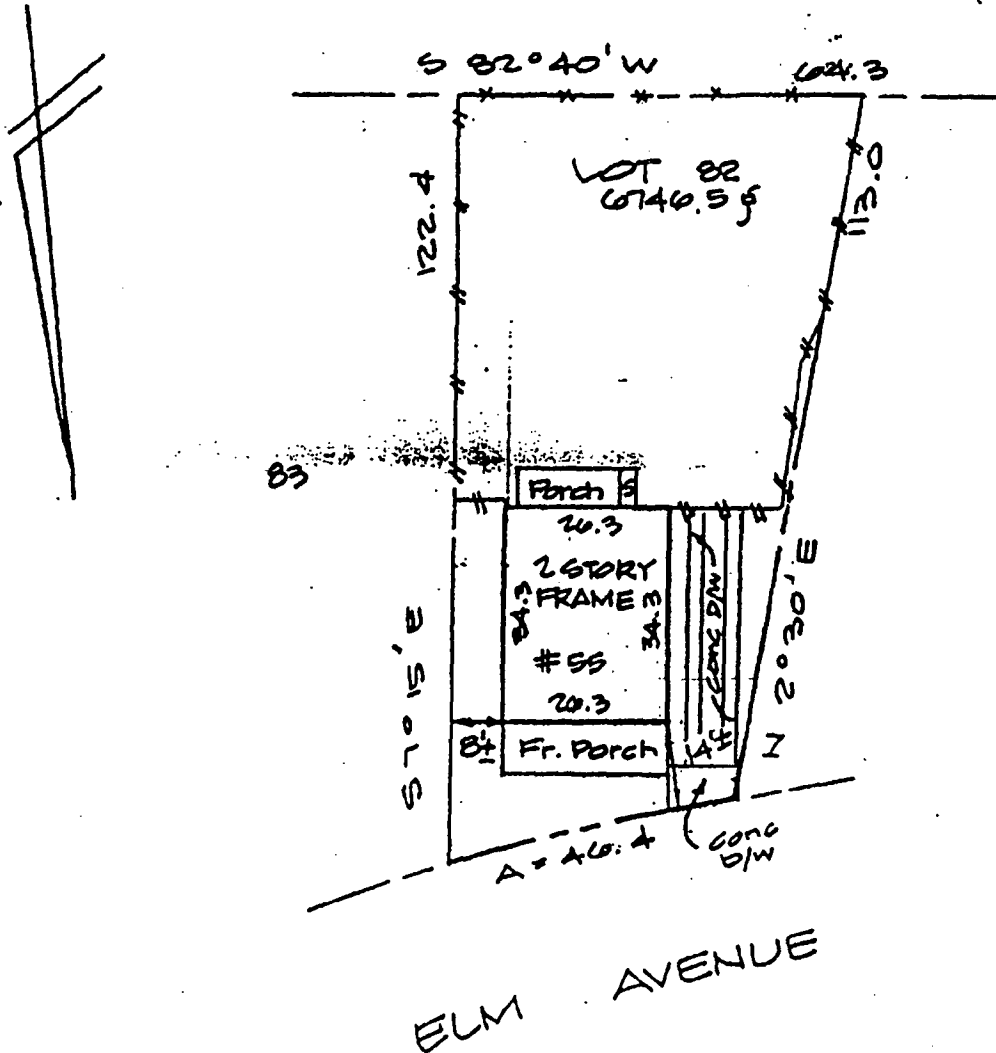 S 82°40' W
64.3
LOT 82
6746.5
122.4
113.0
83
Porch S
26.3
2 STORY
FRAME
34.3
34.3
#55
26.3
8'±
Fr. Porch
Conc D/W
S 7° 15' E
N 2° 30' E
A = 46.4
conc
D/W
ELM AVENUE